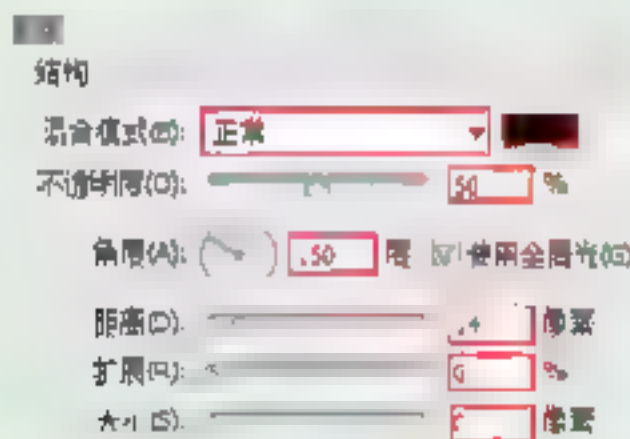 结构
混合模式(B): 正常
不透明度(O): 50 %
角度(A): 50 度 使用全局光(G)
距离(D): 4 像素
扩展(R): %
大小(S): 像素